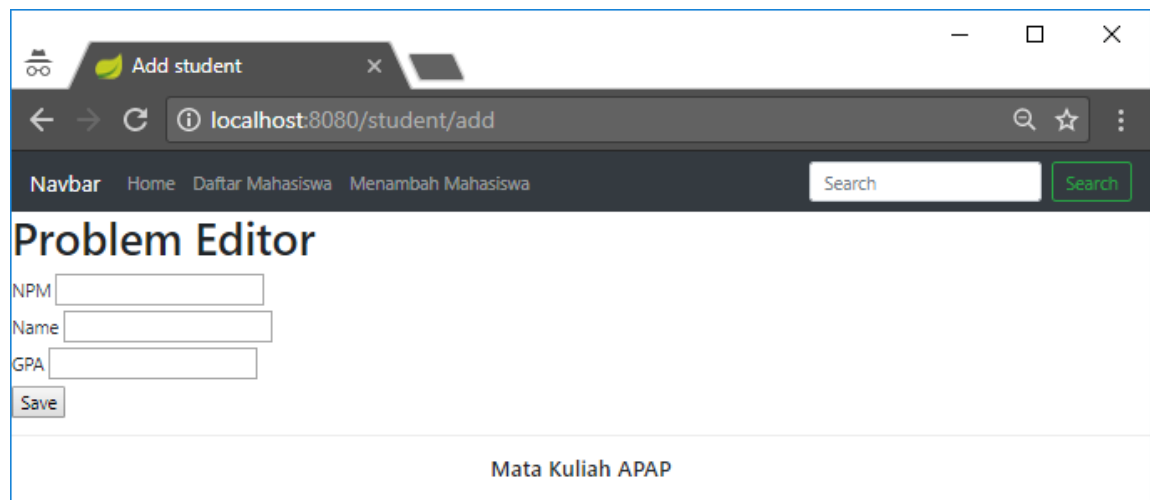 Add student
localhost:8080/student/add
Navbar Home Daftar Mahasiswa Menambah Mahasiswa Search Search
Problem Editor
NPM
Name
GPA
Save
Mata Kuliah APAP